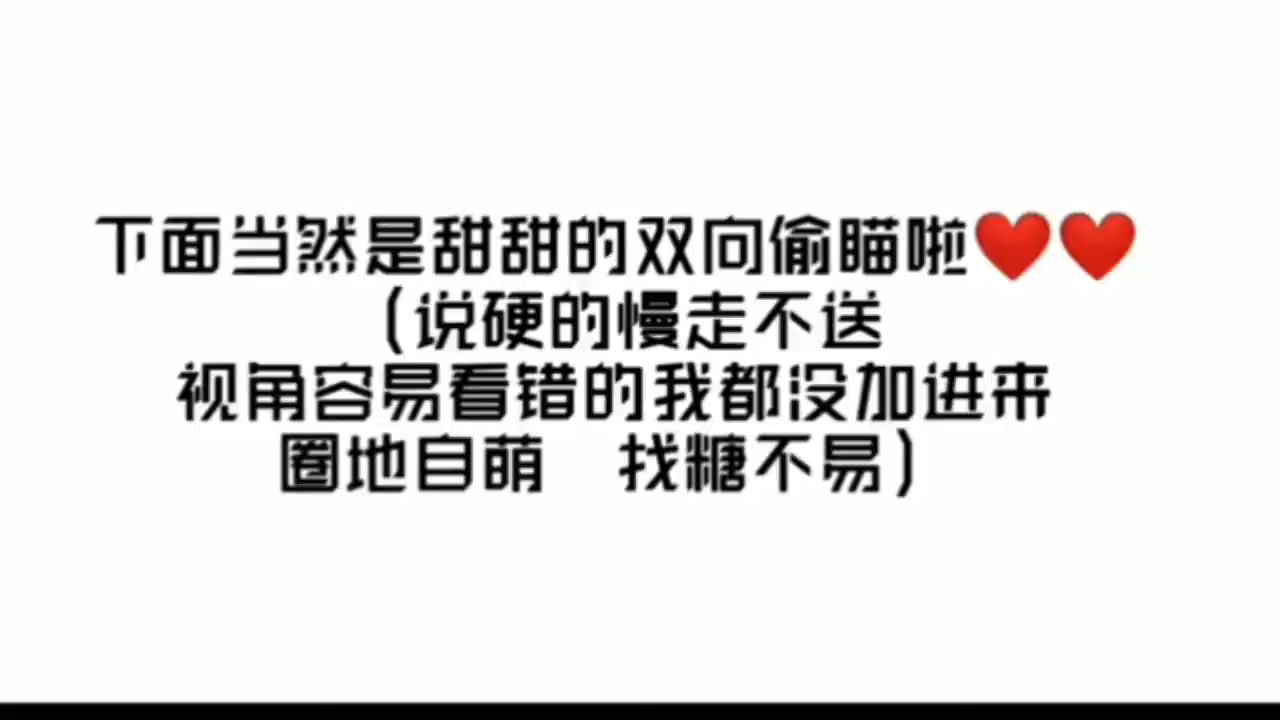 下面当然是甜甜的双向偷瞄啦❤️❤️
(说硬的慢走不送
视角容易看错的我都没加进来
圈地自萌 找糖不易)